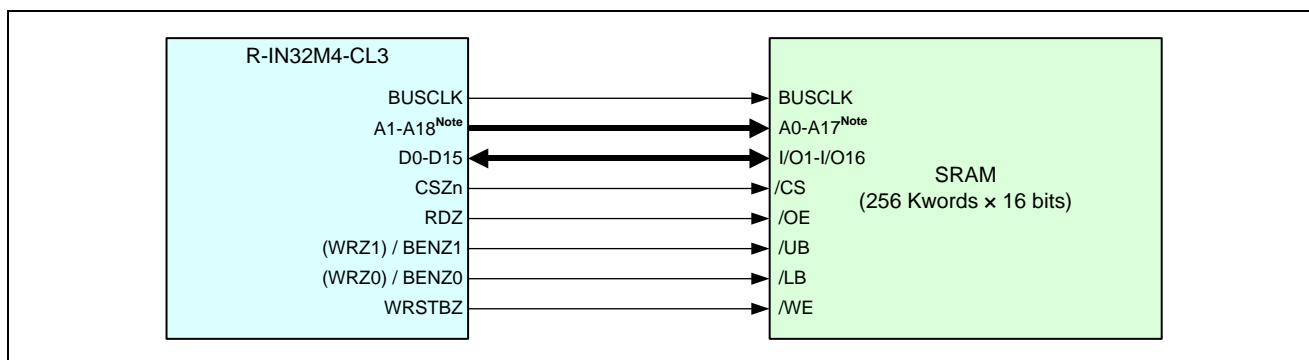 R-IN32M4-CL3
BUSCLK BUSCLK
A1-A18Note A0-A17Note
D0-D15 I/O1-I/O16
SRAM
(256 Kwords × 16 bits)
CSZn /CS
RDZ /OE
(WRZ1) / BENZ1 /UB
(WRZ0) / BENZ0 /LB
WRSTBZ /WE